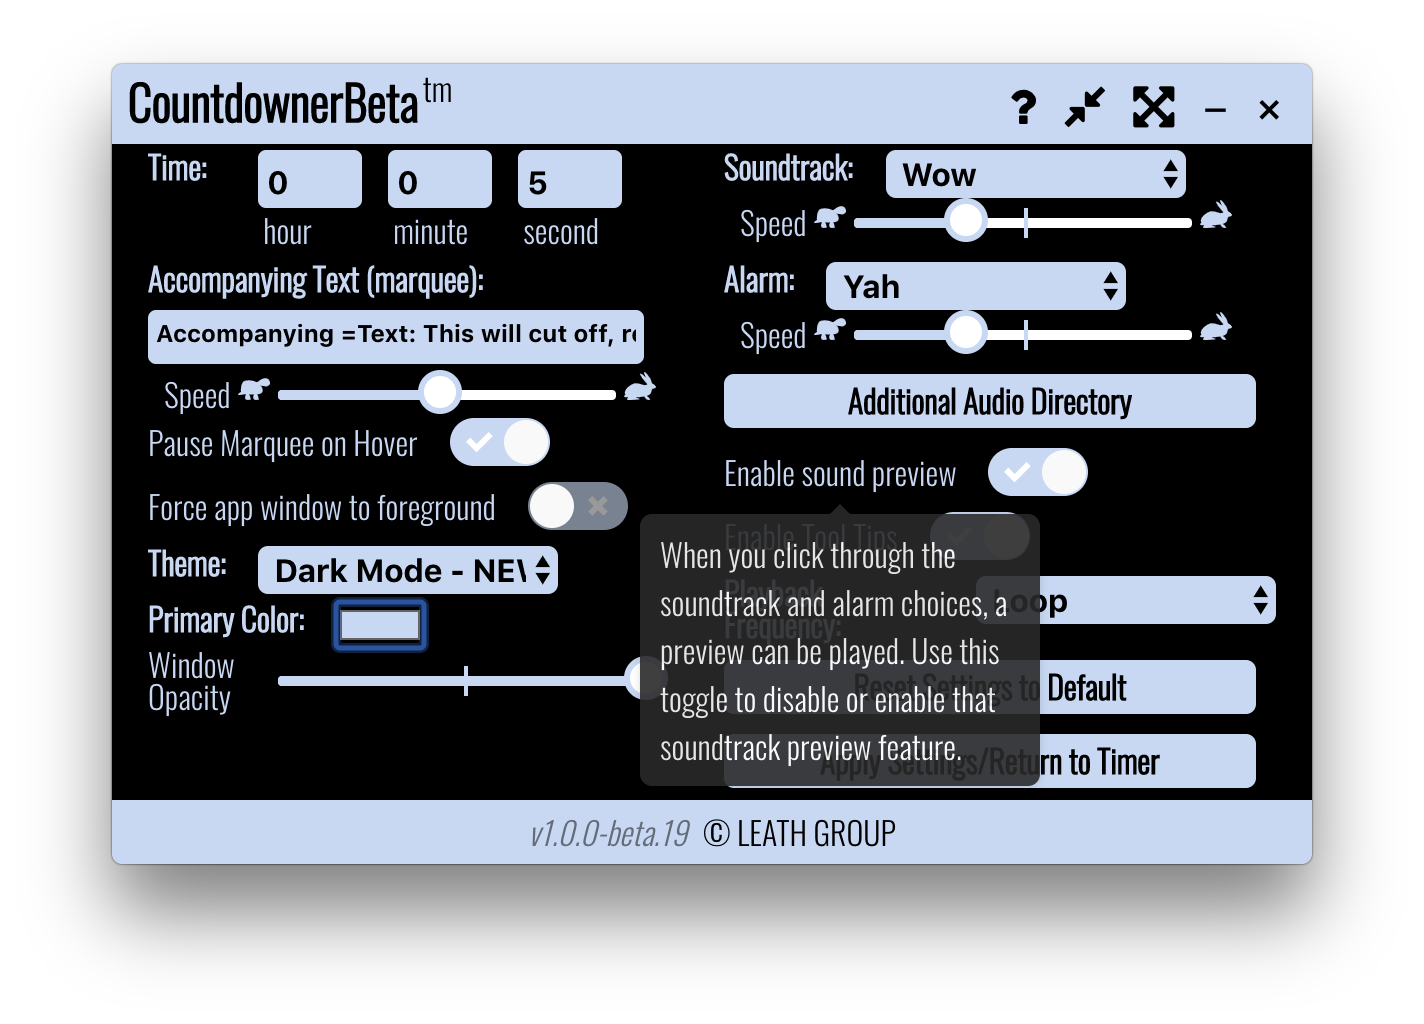 CountdownerBeta tm
Time:
0
0
5
hour
minute
second
Accompanying Text (marquee):
Accompanying =Text: This will cut off, re
Speed
Pause Marquee on Hover
Force app window to foreground
Theme:
Dark Mode - NEW
Primary Color:
Window
Opacity
Soundtrack:
Wow
Speed
Alarm:
Yah
Speed
Additional Audio Directory
Enable sound preview
Enable Tool Tips
When you click through the
soundtrack and alarm choices, a
preview can be played. Use this
toggle to disable or enable that
soundtrack preview feature.
Playback
Frequency:
Loop
Reset Settings to Default
Apply Settings/Return to Timer
v1.0.0-beta.19 © LEATH GROUP